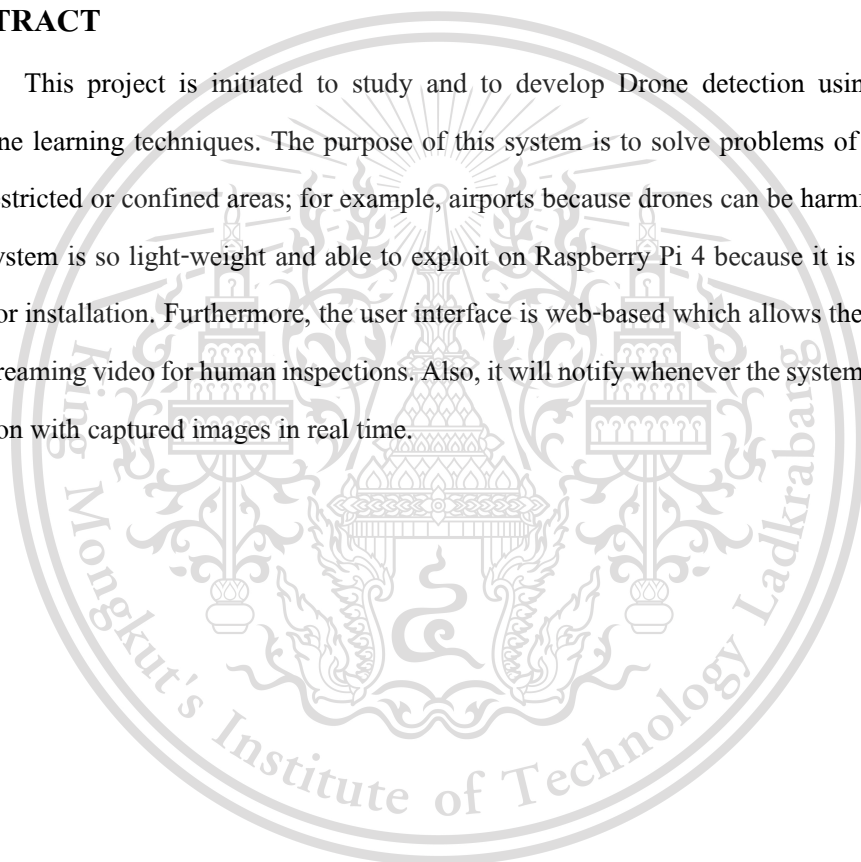 TRACT
This project is initiated to study and to develop Drone detection usin
ne learning techniques. The purpose of this system is to solve problems of
stricted or confined areas; for example, airports because drones can be harmi
ystem is so light-weight and able to exploit on Raspberry Pi 4 because it is
or installation. Furthermore, the user interface is web-based which allows the
reaming video for human inspections. Also, it will notify whenever the system
on with captured images in real time.
King Mongkut's Institute of Technology Ladkrabang